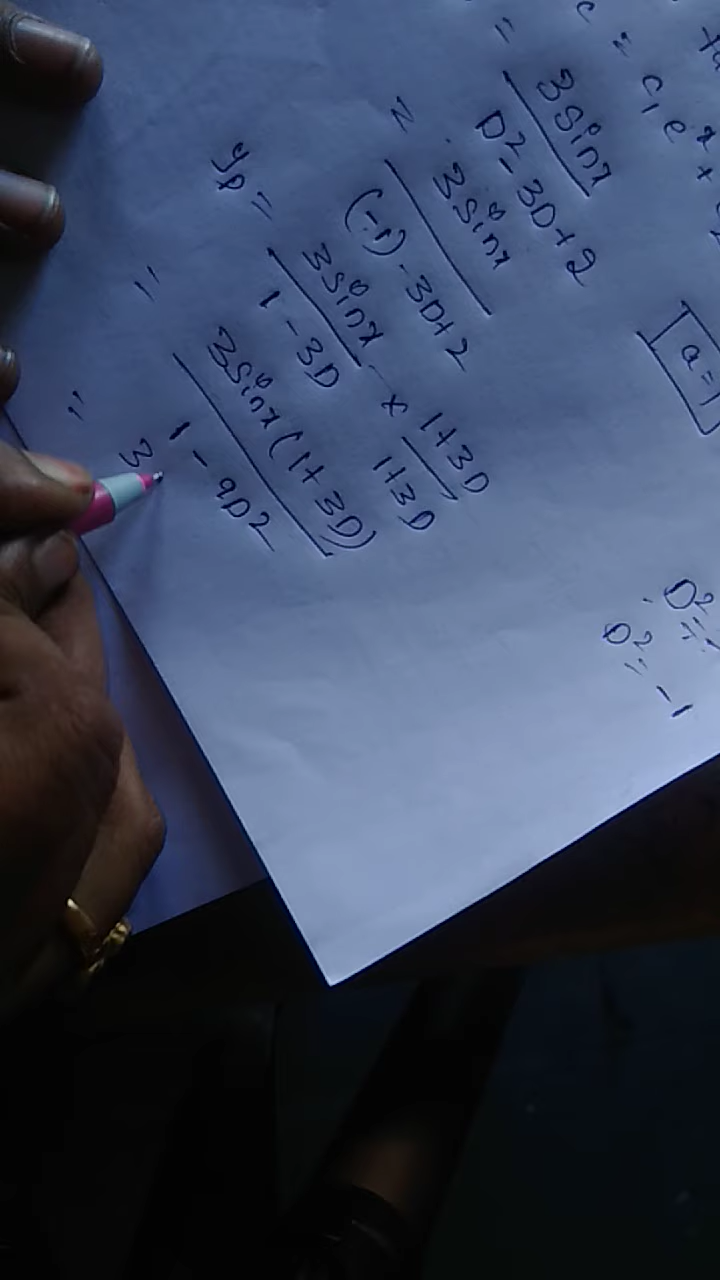 c = c₁eˣ +
= 3sinx / D² - 3D + 2
= 3sinx / (-1) - 3D + 2
yₚ = 3sinx / 1 - 3D × 1 + 3D / 1 + 3D
= 3sinx (1 + 3D) / 1 - 9D²
= 3
a = 1
D² =
D² = -1